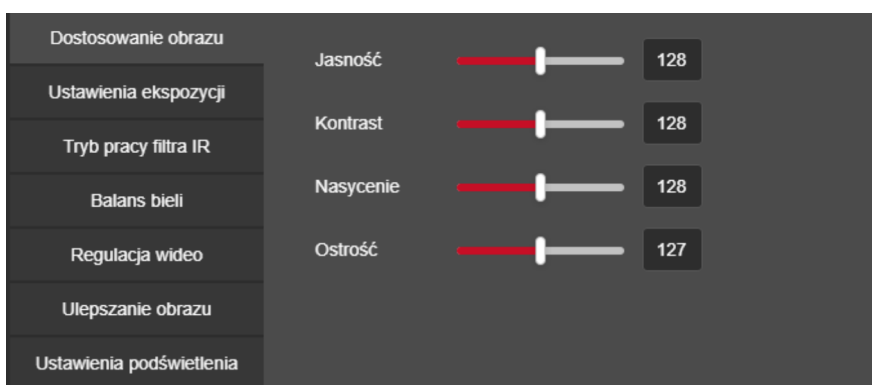 Dostosowanie obrazu
Ustawienia ekspozycji
Tryb pracy filtra IR
Balans bieli
Regulacja wideo
Ulepszanie obrazu
Ustawienia podświetlenia
Jasność 128
Kontrast 128
Nasycenie 128
Ostrość 127